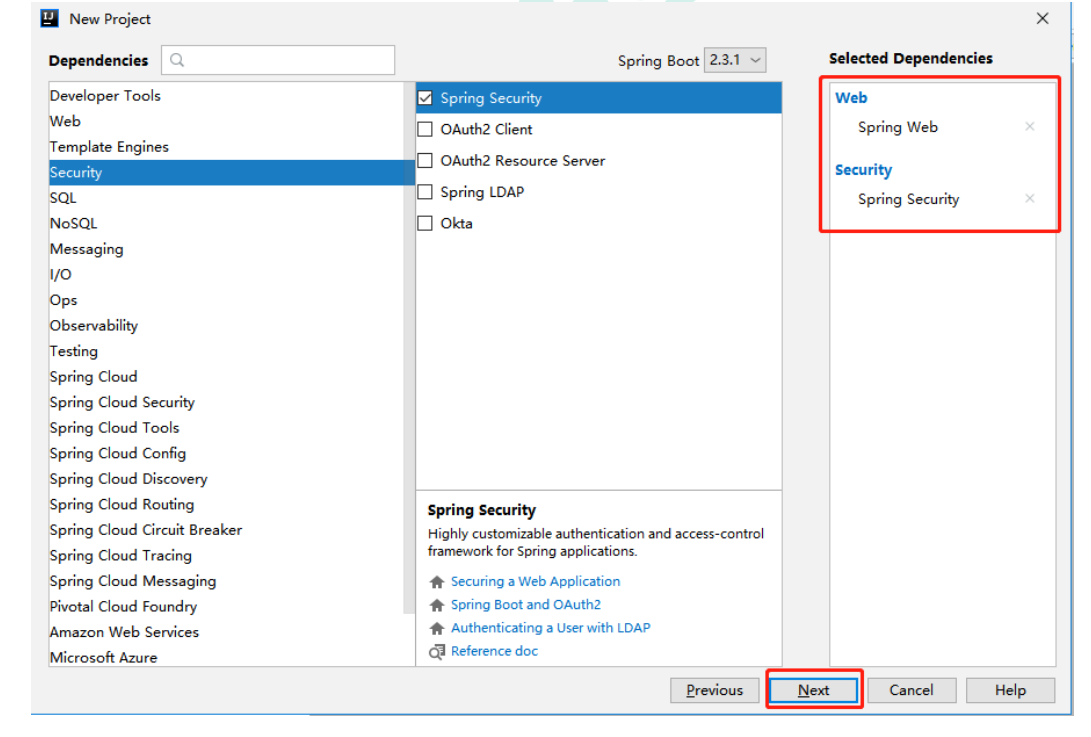 New Project
Dependencies
Spring Boot 2.3.1
Selected Dependencies
Developer Tools
Web
Template Engines
Security
SQL
NoSQL
Messaging
I/O
Ops
Observability
Testing
Spring Cloud
Spring Cloud Security
Spring Cloud Tools
Spring Cloud Config
Spring Cloud Discovery
Spring Cloud Routing
Spring Cloud Circuit Breaker
Spring Cloud Tracing
Spring Cloud Messaging
Pivotal Cloud Foundry
Amazon Web Services
Microsoft Azure
Spring Security
OAuth2 Client
OAuth2 Resource Server
Spring LDAP
Okta
Spring Security
Highly customizable authentication and access-control
framework for Spring applications.
Securing a Web Application
Spring Boot and OAuth2
Authenticating a User with LDAP
Reference doc
Web
Spring Web
Security
Spring Security
Previous
Next
Cancel
Help